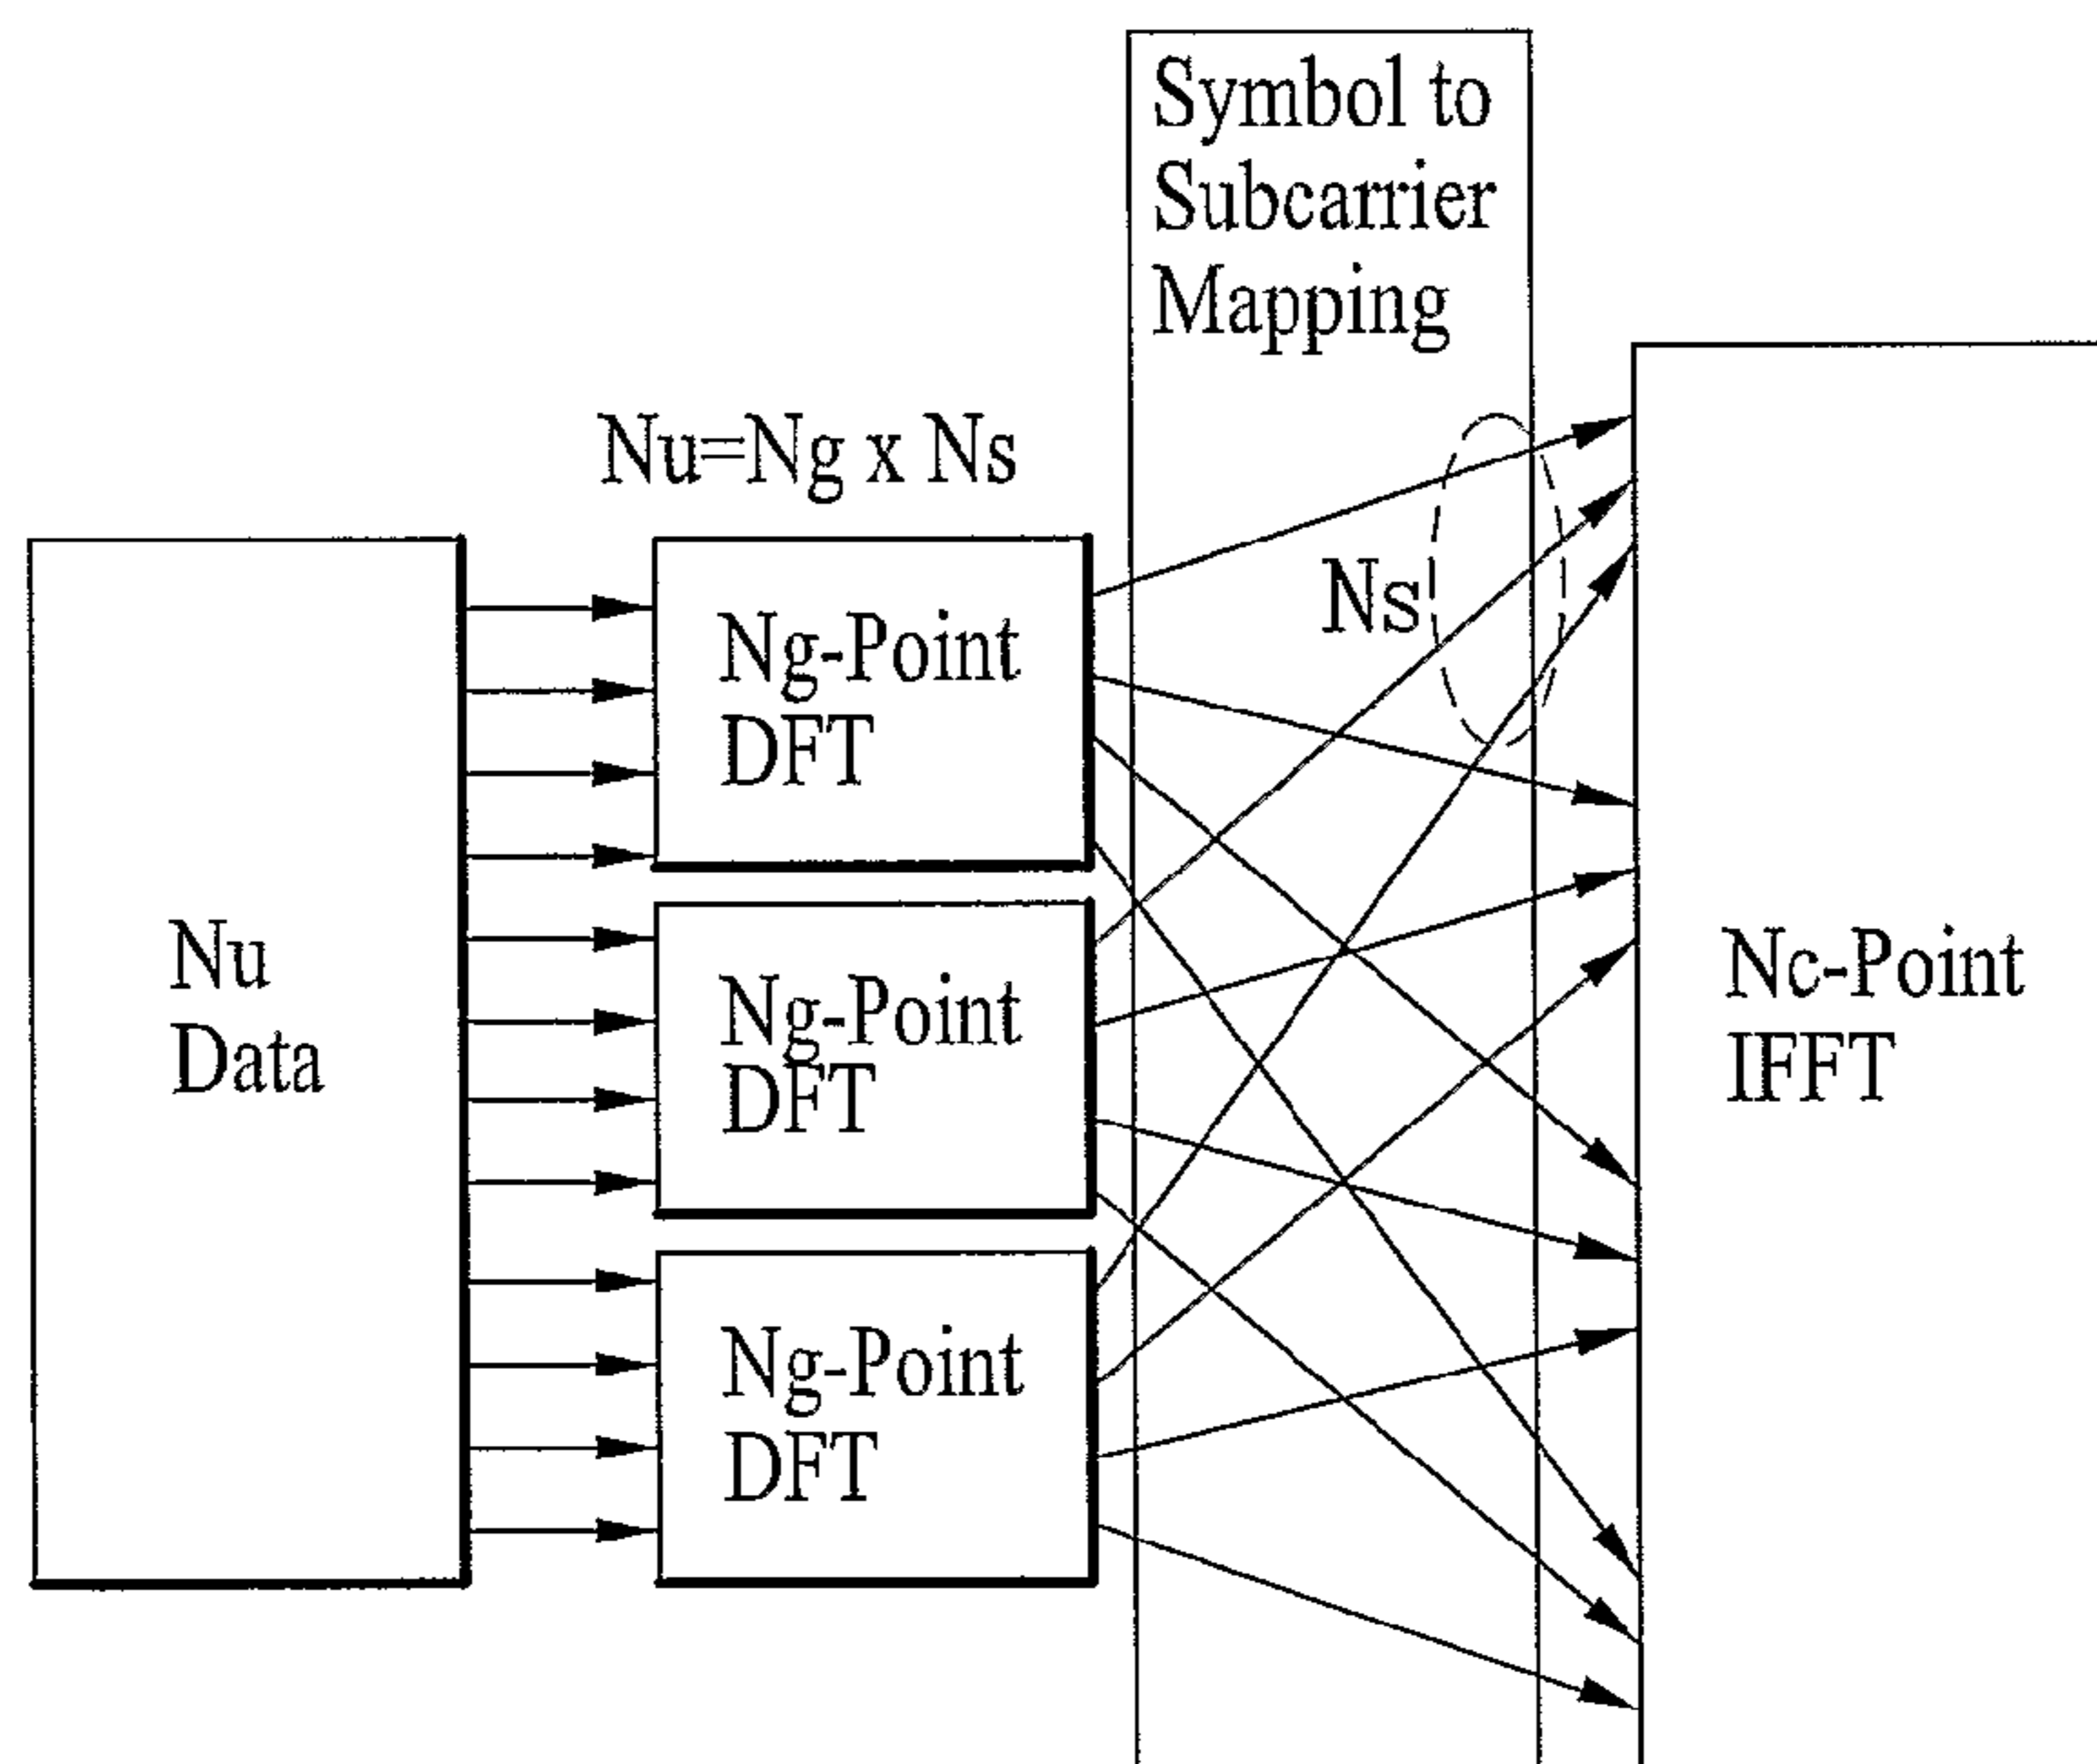 Symbol to
Subcarrier
Mapping
Nu=Ng x Ns
Ns
Nu
Data
Ng-Point
DFT
Ng-Point
DFT
Ng-Point
DFT
Nc-Point
IFFT